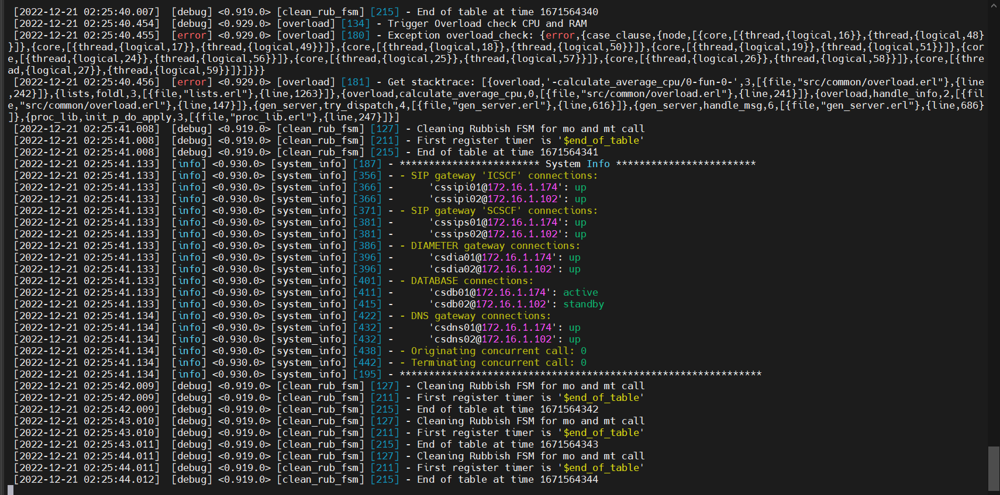 [2022-12-21 02:25:40.007]  [debug] <0.919.0> [clean_rub_fsm] [215] - End of table at time 1671564340
[2022-12-21 02:25:40.454]  [debug] <0.929.0> [overload] [134] - Trigger Overload check CPU and RAM
[2022-12-21 02:25:40.455]  [error] <0.929.0> [overload] [180] - Exception overload_check: {error,{case_clause,{node,[{core,[{thread,{logical,16}},{thread,{logical,48}
}]},{core,[{thread,{logical,17}},{thread,{logical,49}}]},{core,[{thread,{logical,18}},{thread,{logical,50}}]},{core,[{thread,{logical,19}},{thread,{logical,51}}]},{cor
e,[{thread,{logical,24}},{thread,{logical,56}}]},{core,[{thread,{logical,25}},{thread,{logical,57}}]},{core,[{thread,{logical,26}},{thread,{logical,58}}]},{core,[{thre
ad,{logical,27}},{thread,{logical,59}}]}]}}}
[2022-12-21 02:25:40.456]  [error] <0.929.0> [overload] [181] - Get stacktrace: [{overload,'-calculate_average_cpu/0-fun-0-',3,[{file,"src/common/overload.erl"},{line
,242}]},{lists,foldl,3,[{file,"lists.erl"},{line,1263}]},{overload,calculate_average_cpu,0,[{file,"src/common/overload.erl"},{line,241}]},{overload,handle_info,2,[{fil
e,"src/common/overload.erl"},{line,147}]},{gen_server,try_dispatch,4,[{file,"gen_server.erl"},{line,616}]},{gen_server,handle_msg,6,[{file,"gen_server.erl"},{line,686}
]},{proc_lib,init_p_do_apply,3,[{file,"proc_lib.erl"},{line,247}]}]
[2022-12-21 02:25:41.008]  [debug] <0.919.0> [clean_rub_fsm] [127] - Cleaning Rubbish FSM for mo and mt call
[2022-12-21 02:25:41.008]  [debug] <0.919.0> [clean_rub_fsm] [211] - First register timer is '$end_of_table'
[2022-12-21 02:25:41.008]  [debug] <0.919.0> [clean_rub_fsm] [215] - End of table at time 1671564341
[2022-12-21 02:25:41.133]  [info] <0.930.0> [system_info] [187] - ************************ System Info ************************
[2022-12-21 02:25:41.133]  [info] <0.930.0> [system_info] [356] - - SIP gateway 'ICSCF' connections:
[2022-12-21 02:25:41.133]  [info] <0.930.0> [system_info] [366] -      'cssipi01@172.16.1.174': up
[2022-12-21 02:25:41.133]  [info] <0.930.0> [system_info] [366] -      'cssipi02@172.16.1.102': up
[2022-12-21 02:25:41.133]  [info] <0.930.0> [system_info] [371] - - SIP gateway 'SCSCF' connections:
[2022-12-21 02:25:41.133]  [info] <0.930.0> [system_info] [381] -      'cssips01@172.16.1.174': up
[2022-12-21 02:25:41.133]  [info] <0.930.0> [system_info] [381] -      'cssips02@172.16.1.102': up
[2022-12-21 02:25:41.133]  [info] <0.930.0> [system_info] [386] - - DIAMETER gateway connections:
[2022-12-21 02:25:41.133]  [info] <0.930.0> [system_info] [396] -      'csdia01@172.16.1.174': up
[2022-12-21 02:25:41.133]  [info] <0.930.0> [system_info] [396] -      'csdia02@172.16.1.102': up
[2022-12-21 02:25:41.133]  [info] <0.930.0> [system_info] [401] - - DATABASE connections:
[2022-12-21 02:25:41.133]  [info] <0.930.0> [system_info] [411] -      'csdb01@172.16.1.174': active
[2022-12-21 02:25:41.133]  [info] <0.930.0> [system_info] [415] -      'csdb02@172.16.1.102': standby
[2022-12-21 02:25:41.134]  [info] <0.930.0> [system_info] [422] - - DNS gateway connections:
[2022-12-21 02:25:41.134]  [info] <0.930.0> [system_info] [432] -      'csdns01@172.16.1.174': up
[2022-12-21 02:25:41.134]  [info] <0.930.0> [system_info] [432] -      'csdns02@172.16.1.102': up
[2022-12-21 02:25:41.134]  [info] <0.930.0> [system_info] [438] - - Originating concurrent call: 0
[2022-12-21 02:25:41.134]  [info] <0.930.0> [system_info] [442] - - Terminating concurrent call: 0
[2022-12-21 02:25:41.134]  [info] <0.930.0> [system_info] [195] - **************************************************************
[2022-12-21 02:25:42.009]  [debug] <0.919.0> [clean_rub_fsm] [127] - Cleaning Rubbish FSM for mo and mt call
[2022-12-21 02:25:42.009]  [debug] <0.919.0> [clean_rub_fsm] [211] - First register timer is '$end_of_table'
[2022-12-21 02:25:42.009]  [debug] <0.919.0> [clean_rub_fsm] [215] - End of table at time 1671564342
[2022-12-21 02:25:43.010]  [debug] <0.919.0> [clean_rub_fsm] [127] - Cleaning Rubbish FSM for mo and mt call
[2022-12-21 02:25:43.010]  [debug] <0.919.0> [clean_rub_fsm] [211] - First register timer is '$end_of_table'
[2022-12-21 02:25:43.011]  [debug] <0.919.0> [clean_rub_fsm] [215] - End of table at time 1671564343
[2022-12-21 02:25:44.011]  [debug] <0.919.0> [clean_rub_fsm] [127] - Cleaning Rubbish FSM for mo and mt call
[2022-12-21 02:25:44.011]  [debug] <0.919.0> [clean_rub_fsm] [211] - First register timer is '$end_of_table'
[2022-12-21 02:25:44.012]  [debug] <0.919.0> [clean_rub_fsm] [215] - End of table at time 1671564344